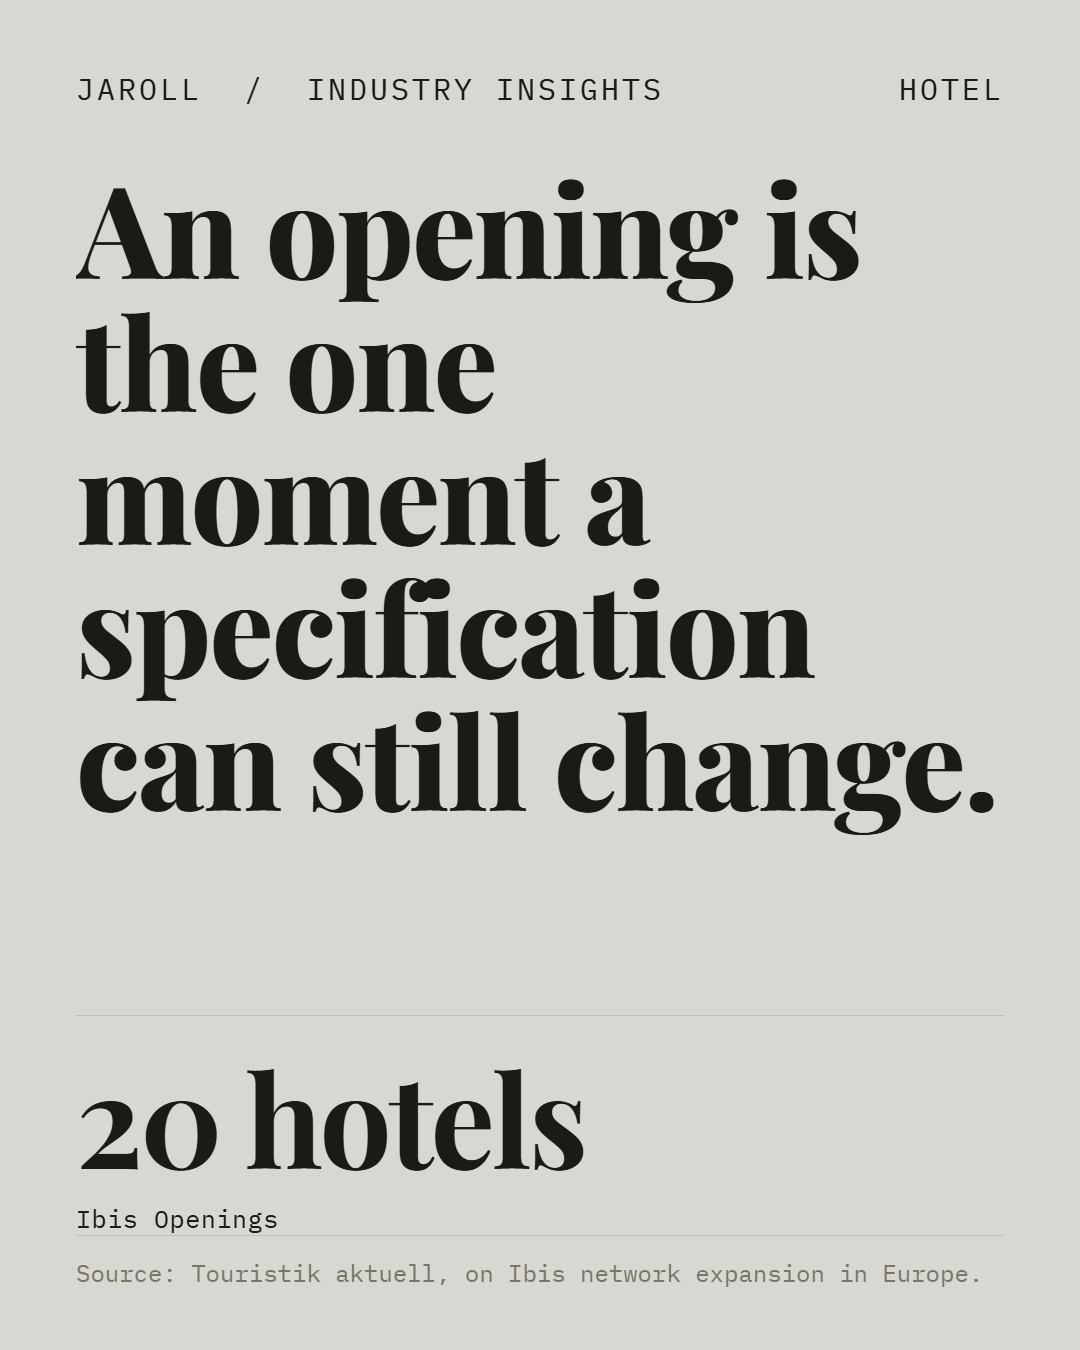 JAROLL / INDUSTRY INSIGHTS HOTEL
An opening is
the one
moment a
specification
can still change.
20 hotels
Ibis Openings
Source: Touristik aktuell, on Ibis network expansion in Europe.